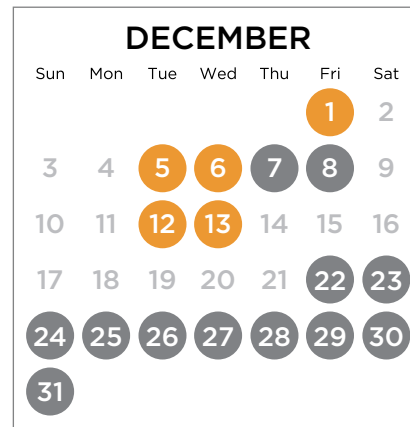 DECEMBER
Sun Mon Tue Wed Thu Fri Sat
1 2
3 4 5 6 7 8 9
10 11 12 13 14 15 16
17 18 19 20 21 22 23
24 25 26 27 28 29 30
31